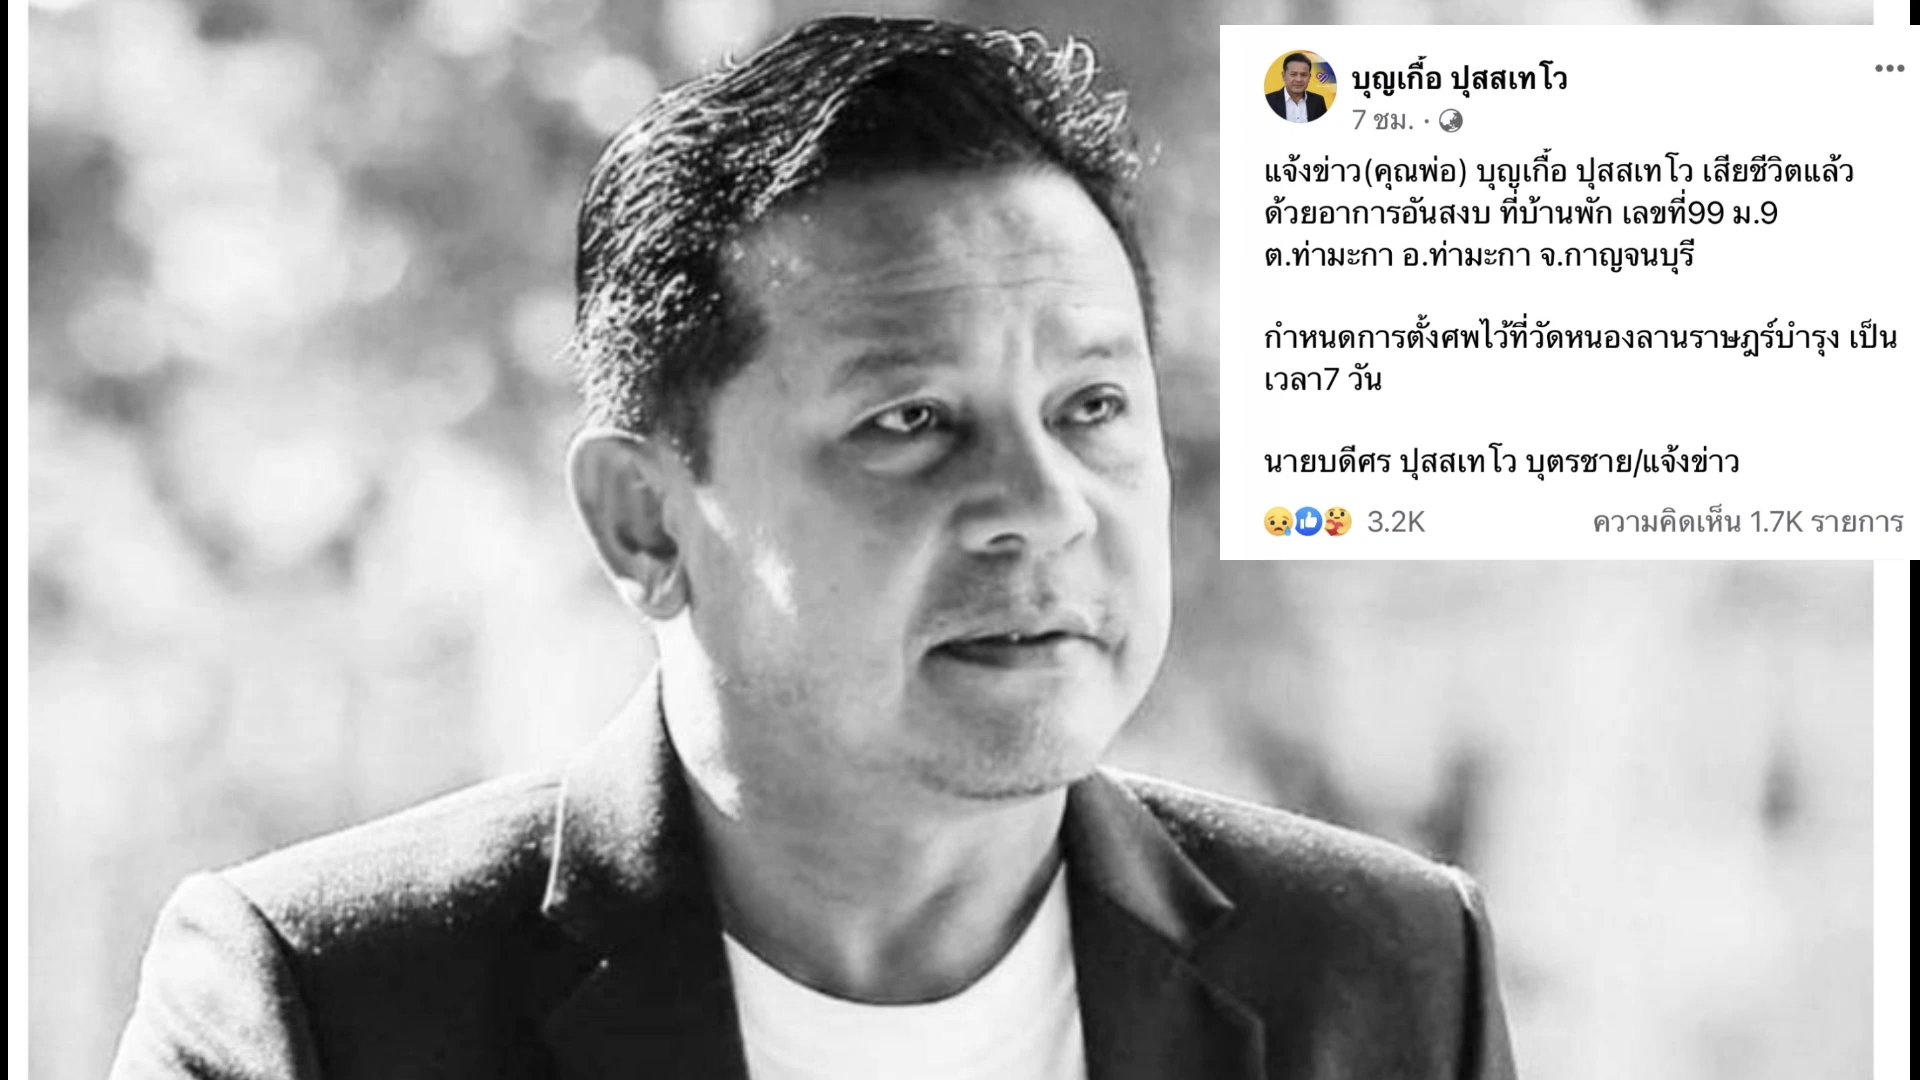 บุญเกื้อ ปุสสเทโว
7 ชม. ·
แจ้งข่าว(คุณพ่อ) บุญเกื้อ ปุสสเทโว เสียชีวิตแล้ว
ด้วยอาการอันสงบ ที่บ้านพัก เลขที่99 ม.9
ต.ท่ามะกา อ.ท่ามะกา จ.กาญจนบุรี
กำหนดการตั้งศพไว้ที่วัดหนองลานราษฎร์บำรุง เป็น
เวลา7 วัน
นายบดีศร ปุสสเทโว บุตรชาย/แจ้งข่าว
3.2K ความคิดเห็น 1.7K รายการ